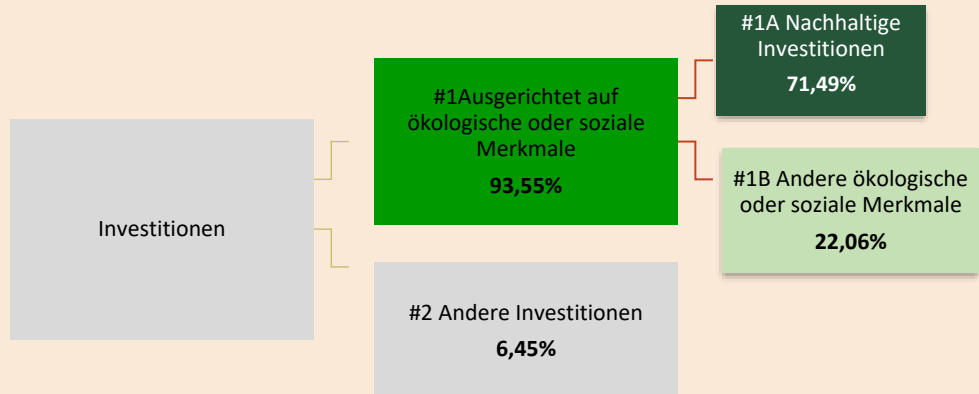 Investitionen
#1Ausgerichtet auf
ökologische oder soziale
Merkmale
93,55%
#2 Andere Investitionen
6,45%
#1A Nachhaltige
Investitionen
71,49%
#1B Andere ökologische
oder soziale Merkmale
22,06%